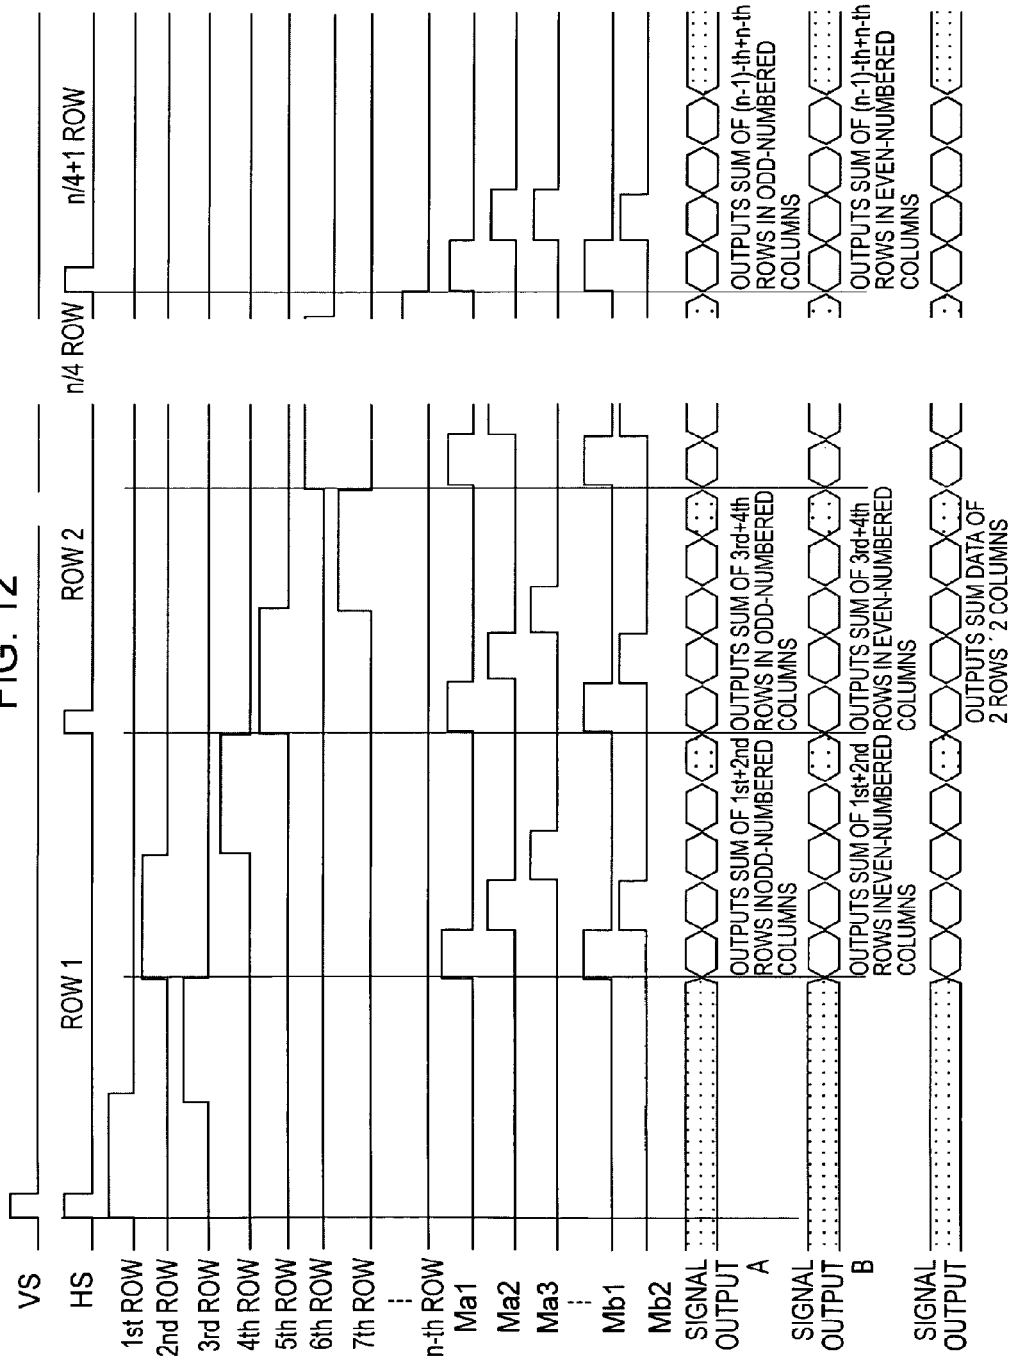 FIG. 12
VS
HS
ROW 1
ROW 2
n/4 ROW
n/4+1 ROW
1st ROW
2nd ROW
3rd ROW
4th ROW
5th ROW
6th ROW
7th ROW
n-th ROW
Ma1
Ma2
Ma3
Mb1
Mb2
SIGNAL
OUTPUT
A
OUTPUTS SUM OF 1st+2nd
ROWS INODD-NUMBERED
COLUMNS
OUTPUTS SUM OF 3rd+4th
ROWS IN ODD-NUMBERED
COLUMNS
OUTPUTS SUM OF (n-1)-th+n-th
ROWS IN ODD-NUMBERED
COLUMNS
SIGNAL
OUTPUT
B
OUTPUTS SUM OF 1st+2nd
ROWS INEVEN-NUMBERED
COLUMNS
OUTPUTS SUM OF 3rd+4th
ROWS IN EVEN-NUMBERED
COLUMNS
OUTPUTS SUM OF (n-1)-th+n-th
ROWS IN EVEN-NUMBERED
COLUMNS
SIGNAL
OUTPUT
OUTPUTS SUM DATA OF
2 ROWS ´ 2 COLUMNS